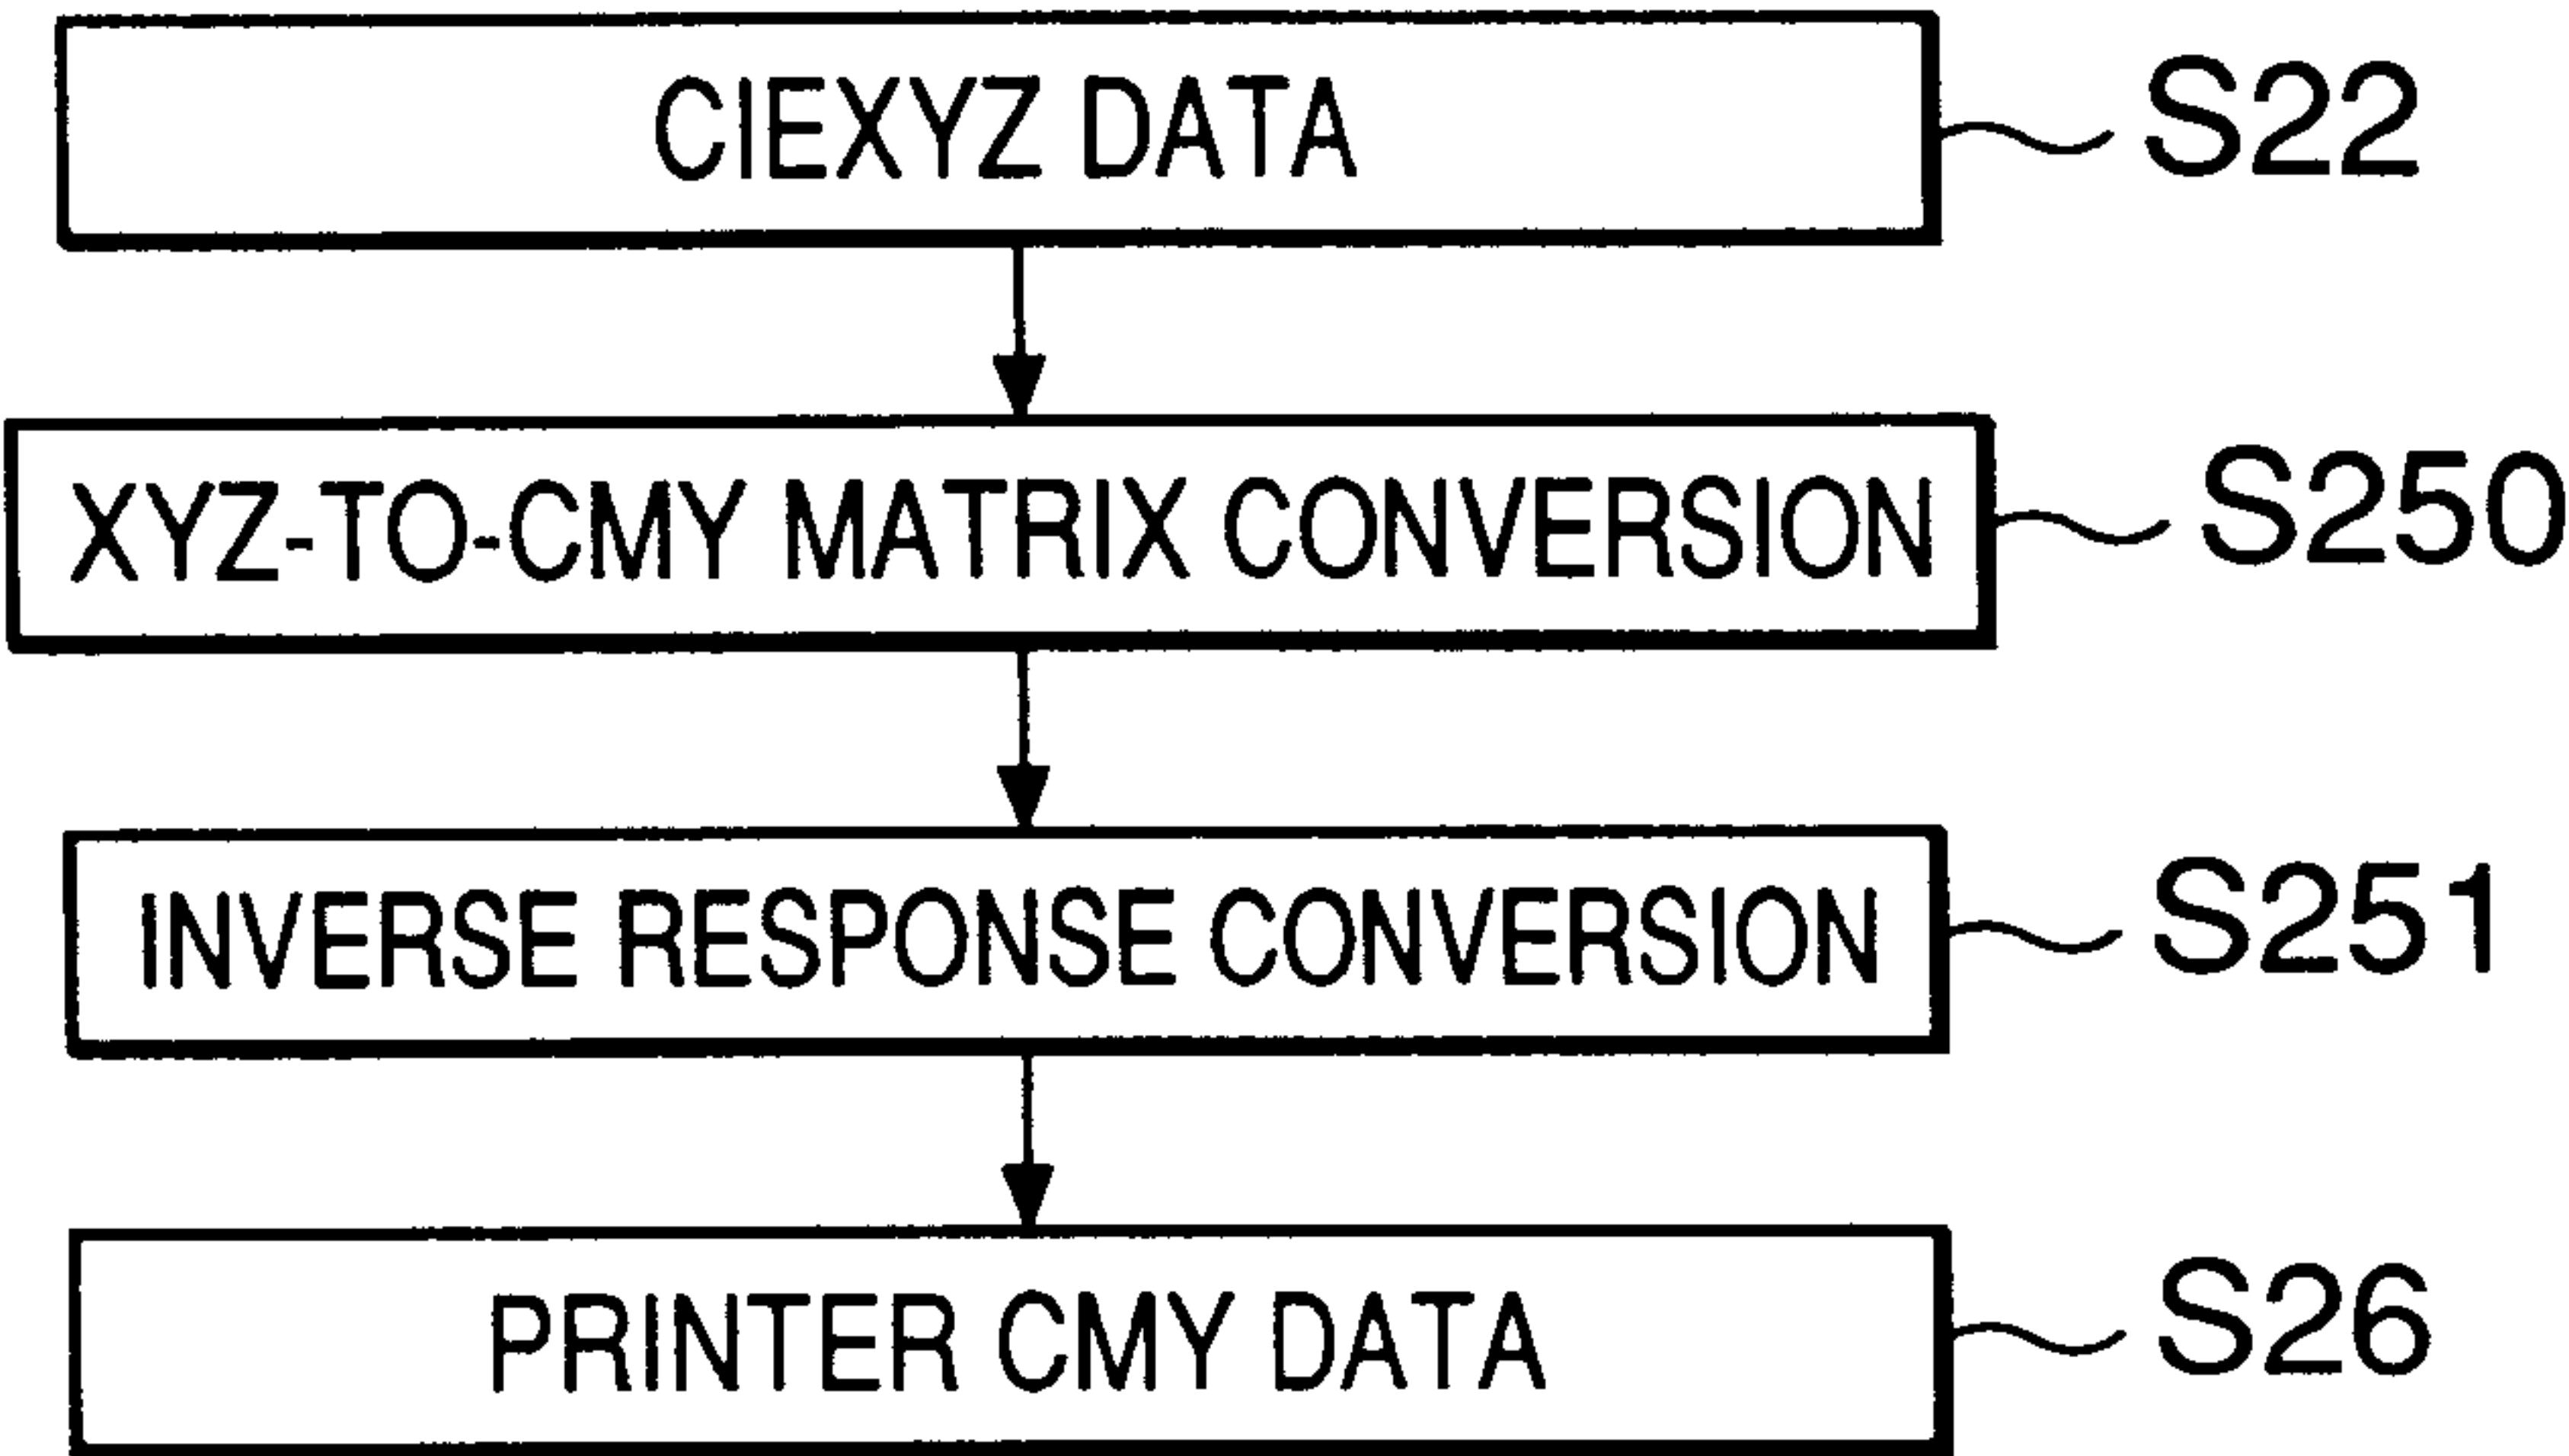 CIEXYZ DATA S22
XYZ-TO-CMY MATRIX CONVERSION S250
INVERSE RESPONSE CONVERSION S251
PRINTER CMY DATA S26